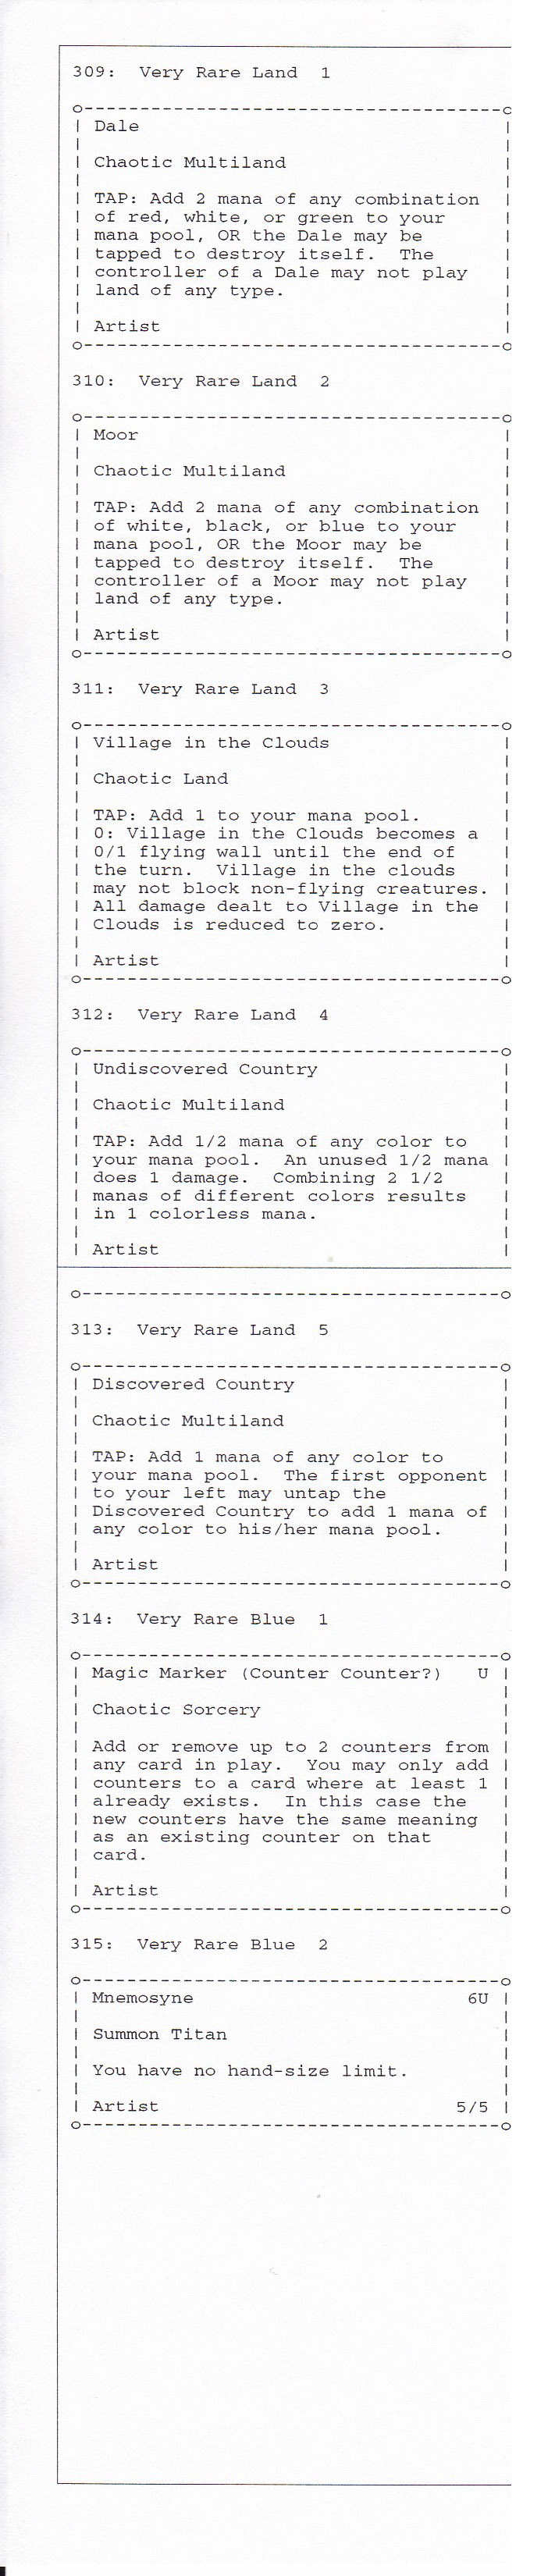 309:  Very Rare Land  1
o-------------------------------------o
| Dale |
| |
| Chaotic Multiland |
| |
| TAP: Add 2 mana of any combination |
| of red, white, or green to your |
| mana pool, OR the Dale may be |
| tapped to destroy itself.  The |
| controller of a Dale may not play |
| land of any type. |
| |
| Artist |
o-------------------------------------o
310:  Very Rare Land  2
o-------------------------------------o
| Moor |
| |
| Chaotic Multiland |
| |
| TAP: Add 2 mana of any combination |
| of white, black, or blue to your |
| mana pool, OR the Moor may be |
| tapped to destroy itself.  The |
| controller of a Moor may not play |
| land of any type. |
| |
| Artist |
o-------------------------------------o
311:  Very Rare Land  3
o-------------------------------------o
| Village in the Clouds |
| |
| Chaotic Land |
| |
| TAP: Add 1 to your mana pool. |
| 0: Village in the Clouds becomes a |
| 0/1 flying wall until the end of |
| the turn.  Village in the clouds |
| may not block non-flying creatures. |
| All damage dealt to Village in the |
| Clouds is reduced to zero. |
| |
| Artist |
o-------------------------------------o
312:  Very Rare Land  4
o-------------------------------------o
| Undiscovered Country |
| |
| Chaotic Multiland |
| |
| TAP: Add 1/2 mana of any color to |
| your mana pool.  An unused 1/2 mana |
| does 1 damage.  Combining 2 1/2 |
| manas of different colors results |
| in 1 colorless mana. |
| |
| Artist |
o-------------------------------------o
313:  Very Rare Land  5
o-------------------------------------o
| Discovered Country |
| |
| Chaotic Multiland |
| |
| TAP: Add 1 mana of any color to |
| your mana pool.  The first opponent |
| to your left may untap the |
| Discovered Country to add 1 mana of |
| any color to his/her mana pool. |
| |
| Artist |
o-------------------------------------o
314:  Very Rare Blue  1
o-------------------------------------o
| Magic Marker (Counter Counter?)   U |
| |
| Chaotic Sorcery |
| |
| Add or remove up to 2 counters from |
| any card in play.  You may only add |
| counters to a card where at least 1 |
| already exists.  In this case the |
| new counters have the same meaning |
| as an existing counter on that |
| card. |
| |
| Artist |
o-------------------------------------o
315:  Very Rare Blue  2
o-------------------------------------o
| Mnemosyne                        6U |
| |
| Summon Titan |
| |
| You have no hand-size limit. |
| |
| Artist                          5/5 |
o-------------------------------------o